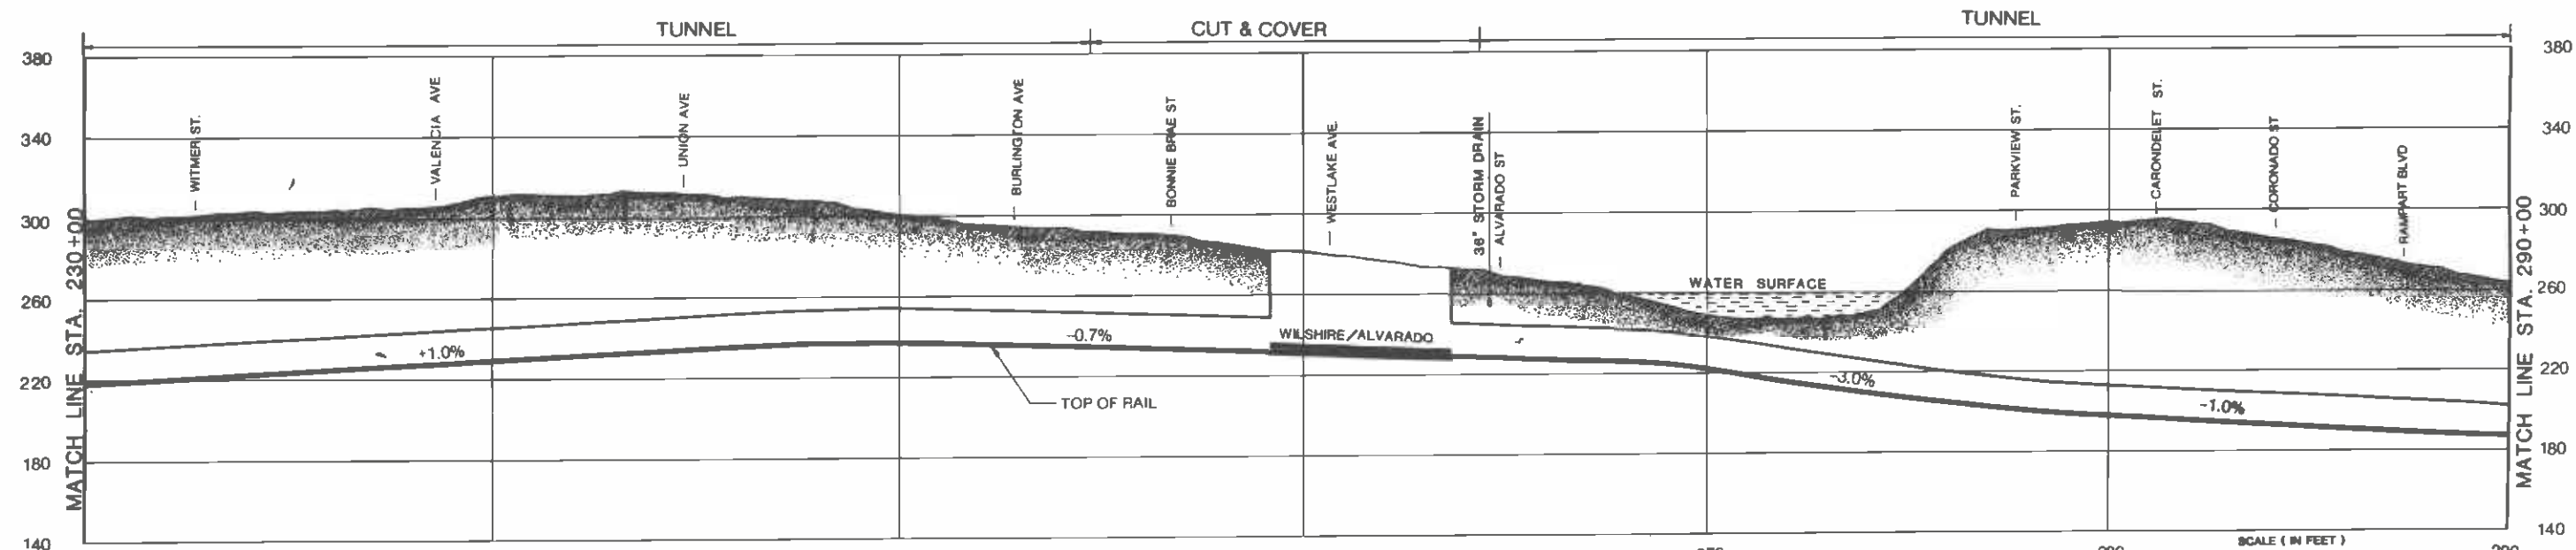 TUNNEL
CUT & COVER
TUNNEL
380
380
340
340
300
300
260
260
220
220
180
180
140
140
MATCH LINE STA. 230+00
WITMER ST.
VALENCIA AVE
UNION AVE
BURLINGTON AVE
BONNIE BRAE ST
WESTLAKE AVE.
36" STORM DRAIN
ALVARADO ST
PARKVIEW ST.
CARONDELET ST.
CORONADO ST
RAMPART BLVD
MATCH LINE STA. 290+00
WATER SURFACE
+1.0%
-0.7%
WILSHIRE/ALVARADO
-3.0%
-1.0%
TOP OF RAIL
SCALE ( IN FEET )